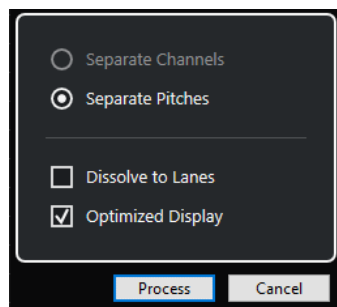 Separate Channels
Separate Pitches
Dissolve to Lanes
Optimized Display
Process Cancel